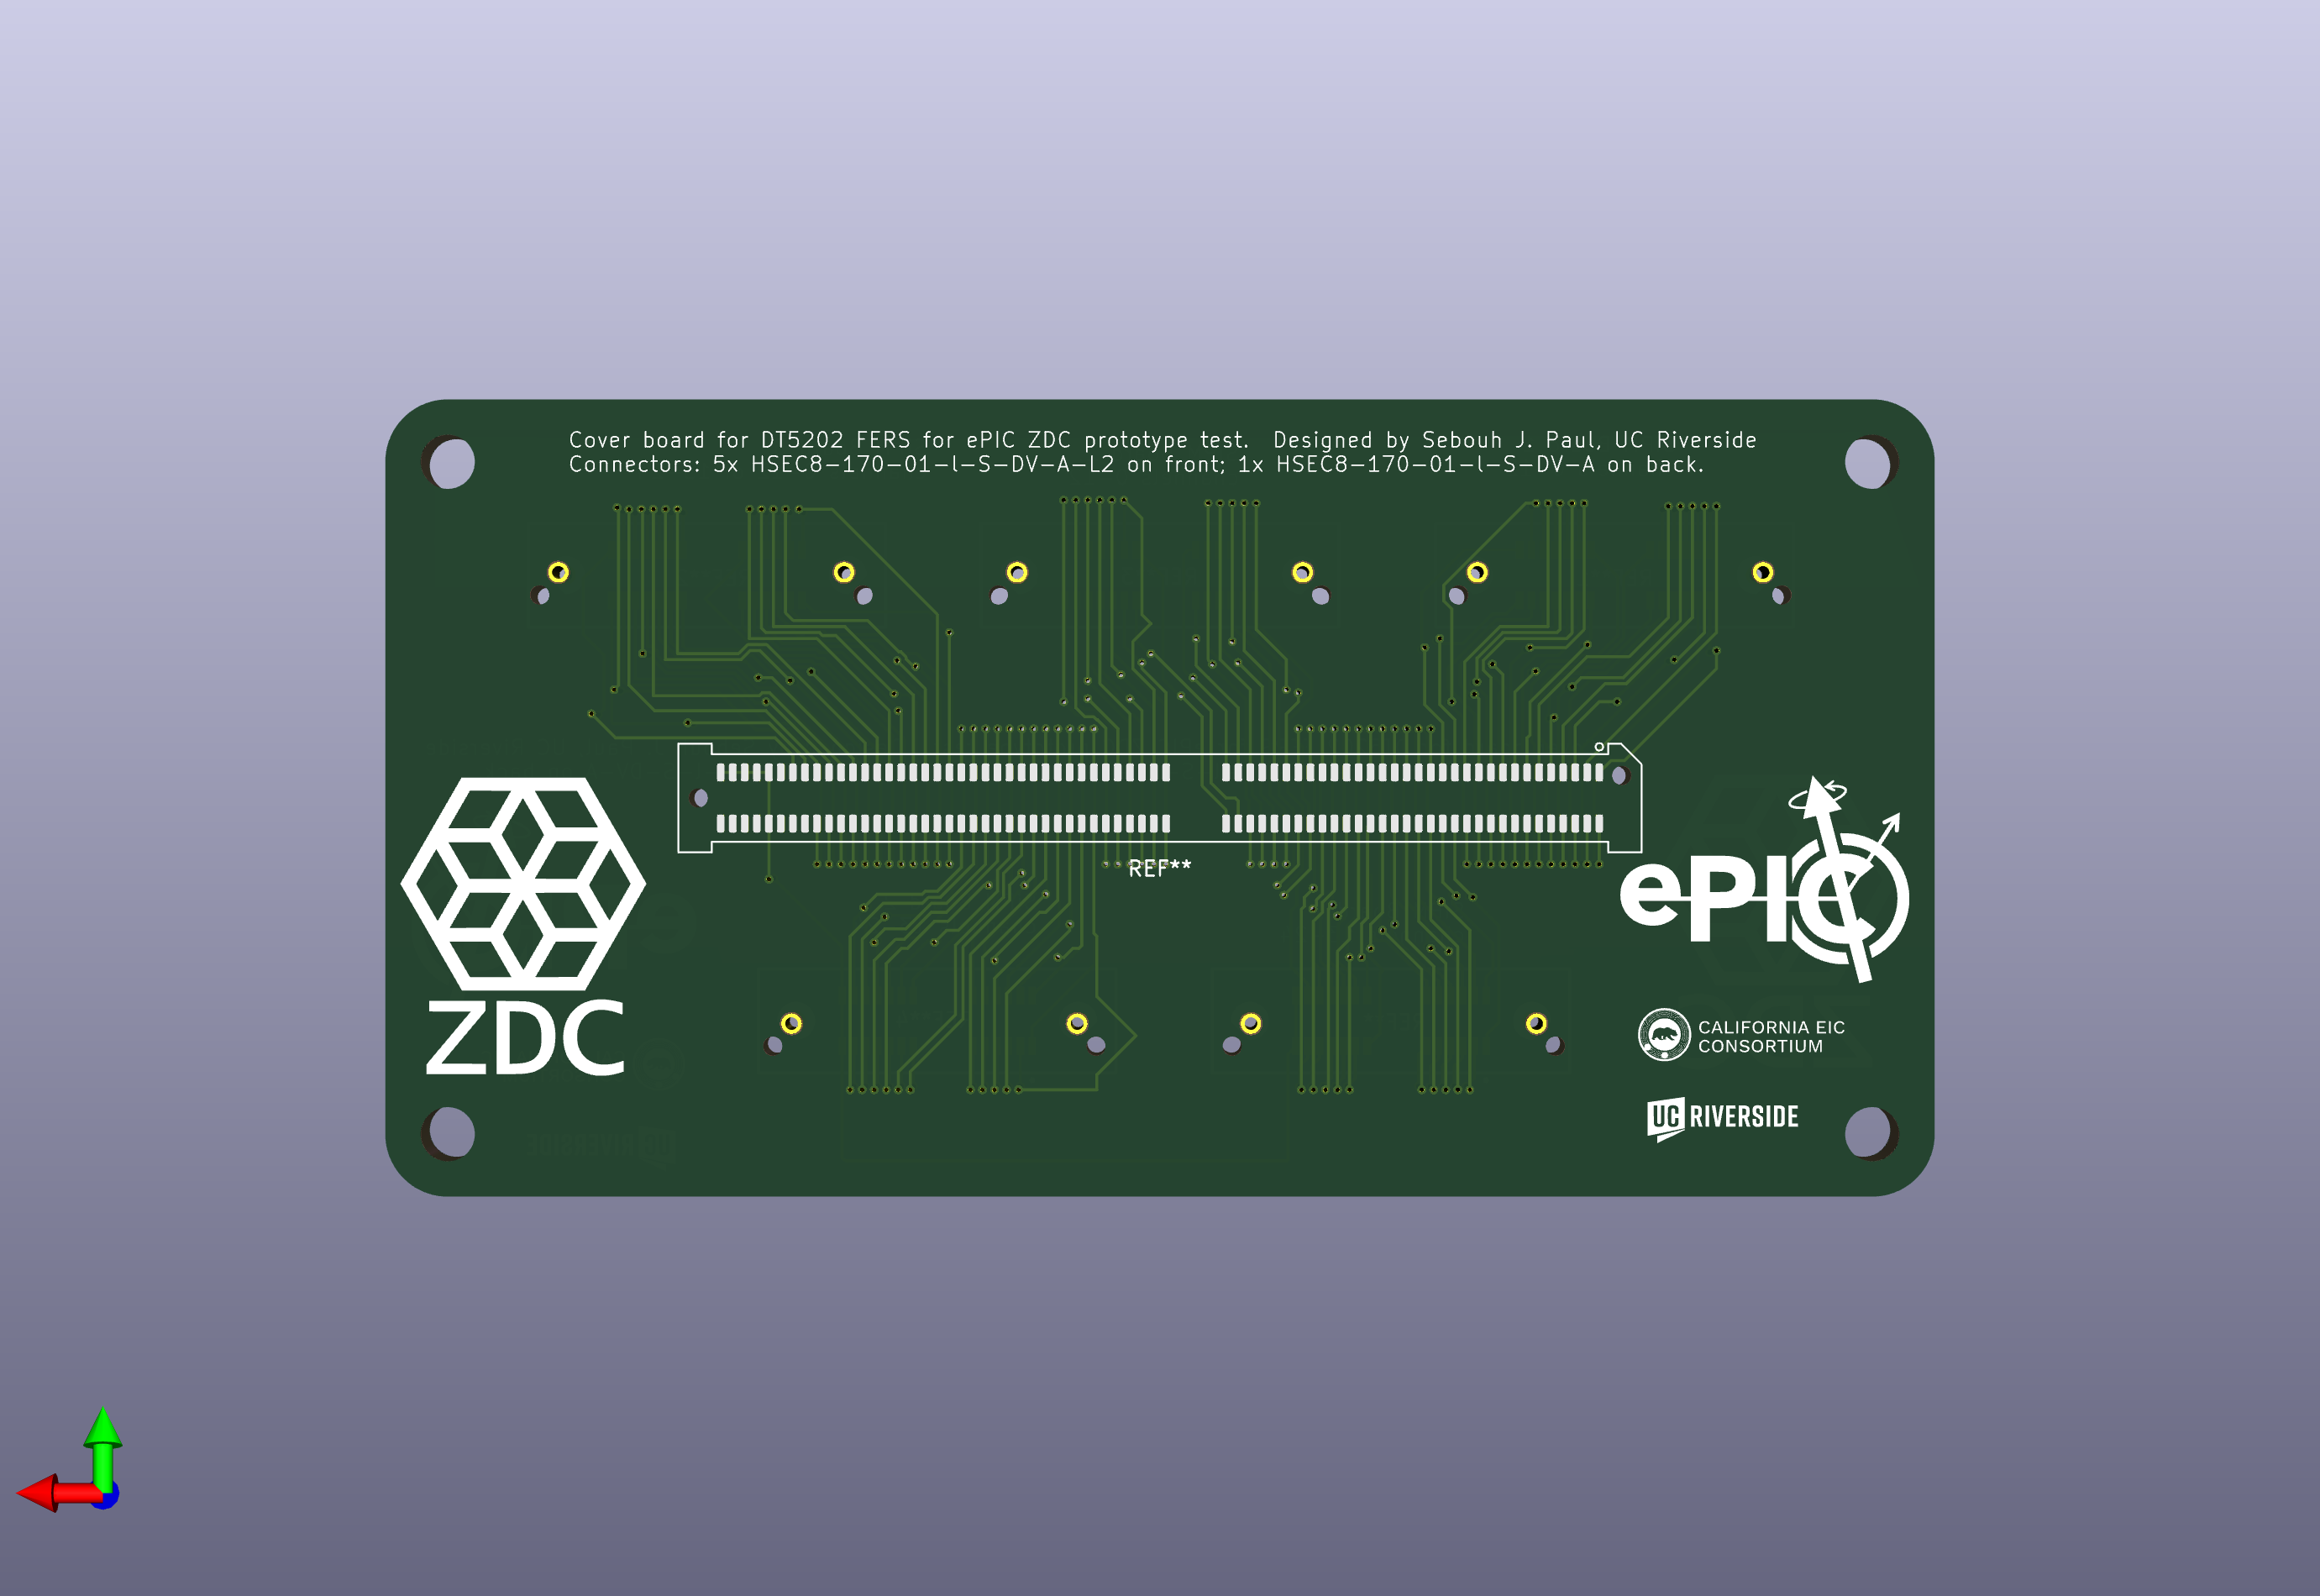 Cover board for DT5202 FERS for ePIC ZDC prototype test. Designed by Sebouh J. Paul, UC Riverside
Connectors: 5x HSEC8-170-01-l-S-DV-A-L2 on front; 1x HSEC8-170-01-l-S-DV-A on back.
REF**
ePIC
ZDC
CALIFORNIA EIC
CONSORTIUM
UC RIVERSIDE